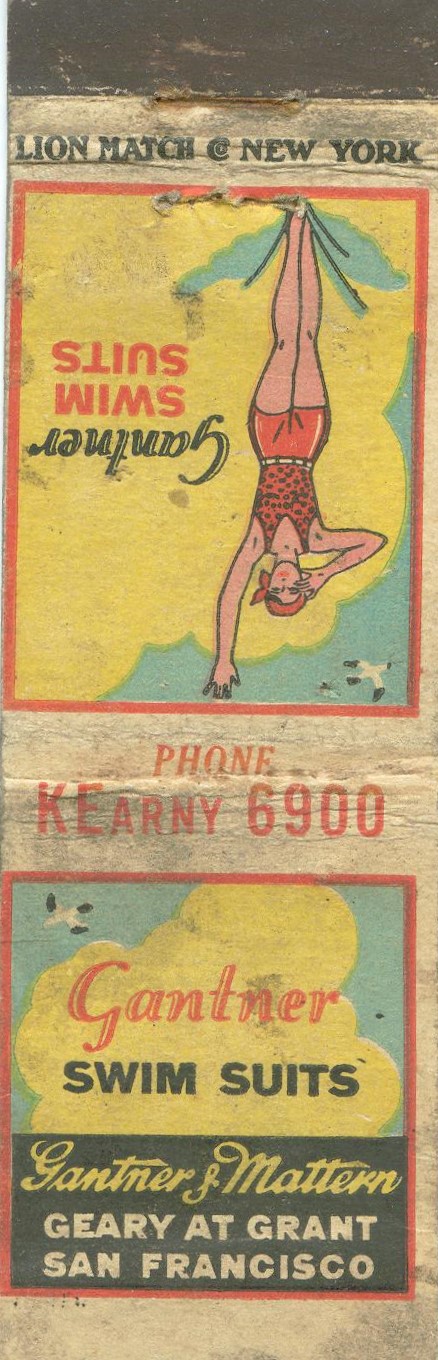 LION MATCH Co NEW YORK
Gantner
SWIM
SUITS
PHONE
KEARNY 6900
Gantner
SWIM SUITS
Gantner & Mattern
GEARY AT GRANT
SAN FRANCISCO